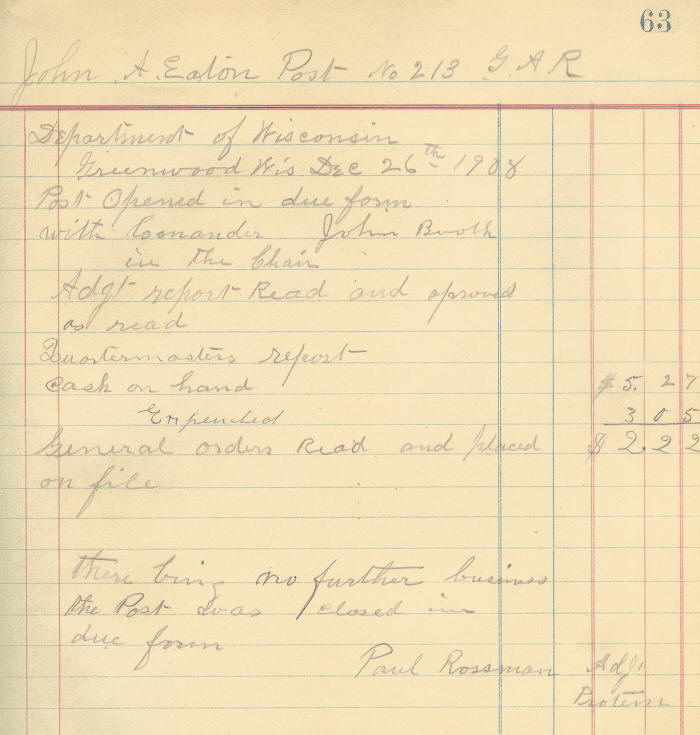 63
John A. Eaton Post No 213 G. A. R
Department of Wisconsin
Greenwood Wis Dec 26th 1908
Post Opened in due form
with Comander John Booth
in the Chair
Adgt report Read and aproved
as read
Quartermasters report
Cash on hand $ 5. 27
Expended 3 05
General orders Read and placed $ 2. 22
on file
there being no further business
the Post was closed in
due form
Paul Rossman Adjt
Protem